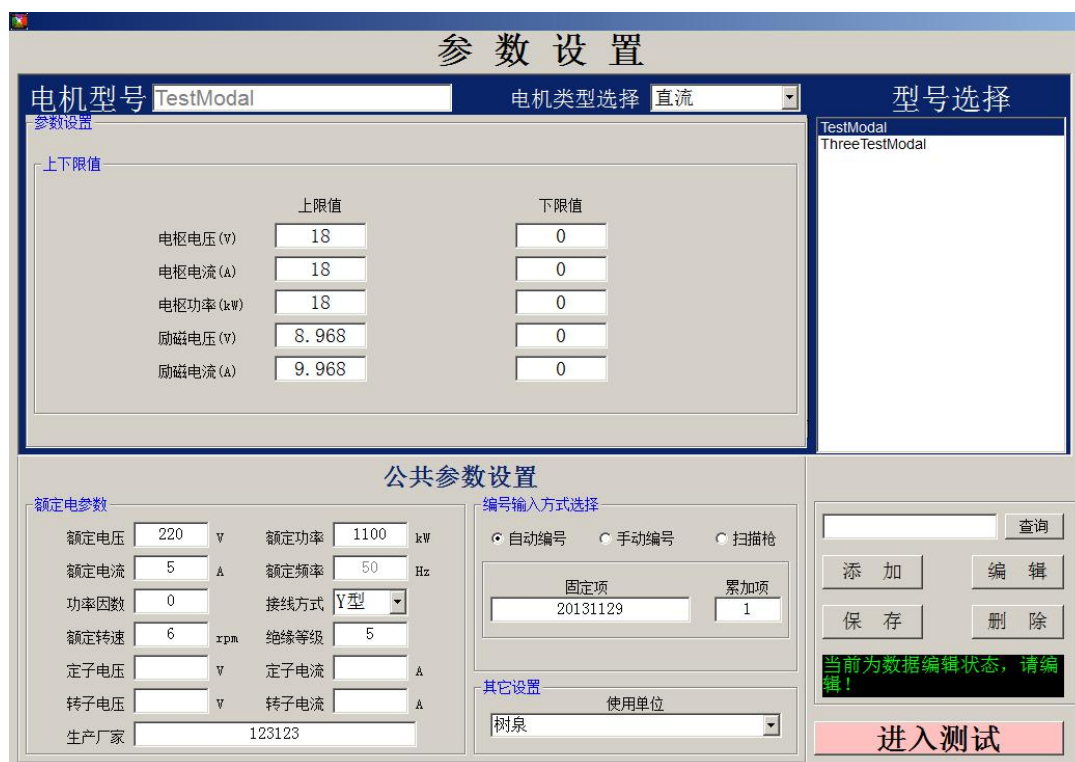 参 数 设 置
电机型号 TestModal 电机类型选择 直流 型号选择
参数设置
TestModal
ThreeTestModal
上下限值
上限值 下限值
电枢电压(V) 18 0
电枢电流(A) 18 0
电枢功率(kW) 18 0
励磁电压(V) 8.968 0
励磁电流(A) 9.968 0
公共参数设置
额定电参数
额定电压 220 V 额定功率 1100 kW
额定电流 5 A 额定频率 50 Hz
功率因数 0 接线方式 Y型
额定转速 6 rpm 绝缘等级 5
定子电压 V 定子电流 A
转子电压 V 转子电流 A
生产厂家 123123
编号输入方式选择
自动编号 手动编号 扫描枪
固定项 累加项
20131129 1
其它设置
使用单位
树泉
查询
添 加 编 辑
保 存 删 除
当前为数据编辑状态，请编
辑！
进入测试